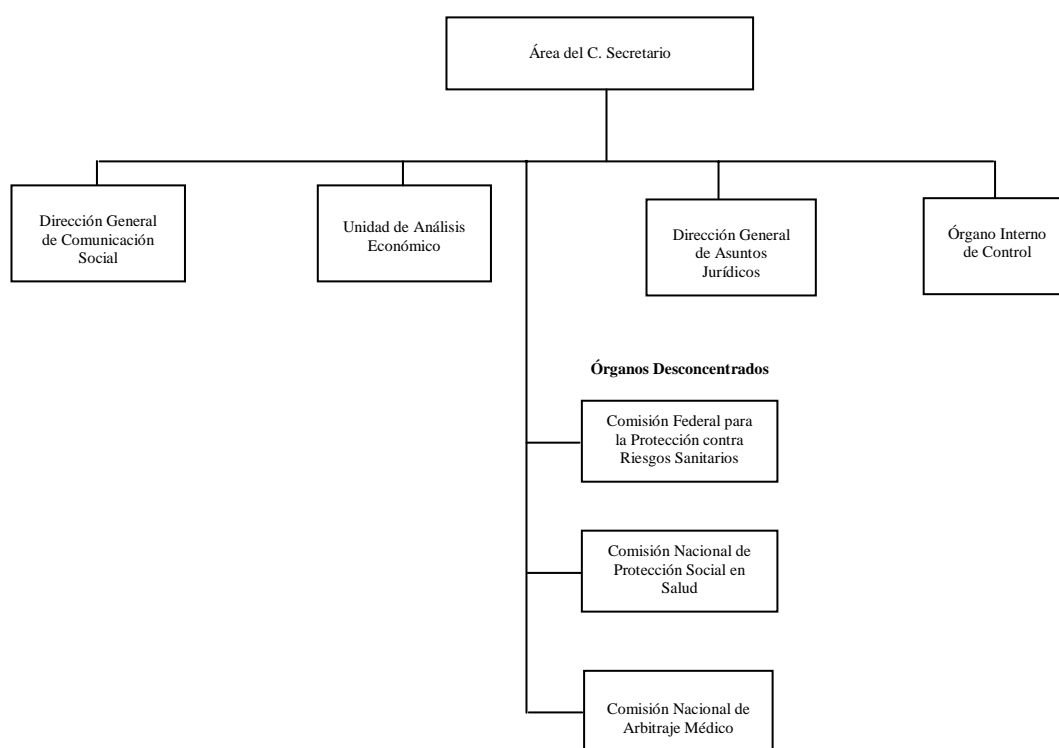 Área del C. Secretario
Dirección General
de Comunicación
Social
Unidad de Análisis
Económico
Dirección General
de Asuntos
Jurídicos
Órgano Interno
de Control
Órganos Desconcentrados
Comisión Federal para
la Protección contra
Riesgos Sanitarios
Comisión Nacional de
Protección Social en
Salud
Comisión Nacional de
Arbitraje Médico